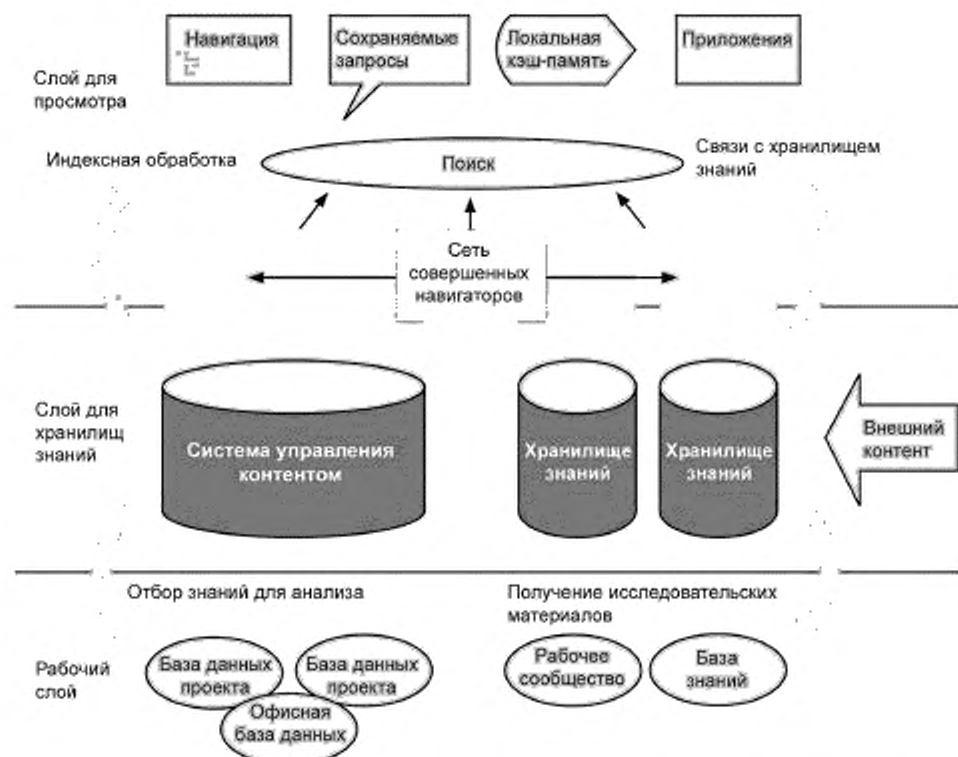 Навигация
Сохраняемые
запросы
Локальная
кэш-память
Приложения
Слой для
просмотра
Индексная обработка
Поиск
Связи с хранилищем
знаний
Сеть
совершенных
навигаторов
Слой для
хранилищ
знаний
Система управления
контентом
Хранилище
знаний
Хранилище
знаний
Внешний
контент
Отбор знаний для анализа
Получение исследовательских
материалов
Рабочий
слой
База данных
проекта
База данных
проекта
Офисная
база данных
Рабочее
сообщество
База
знаний